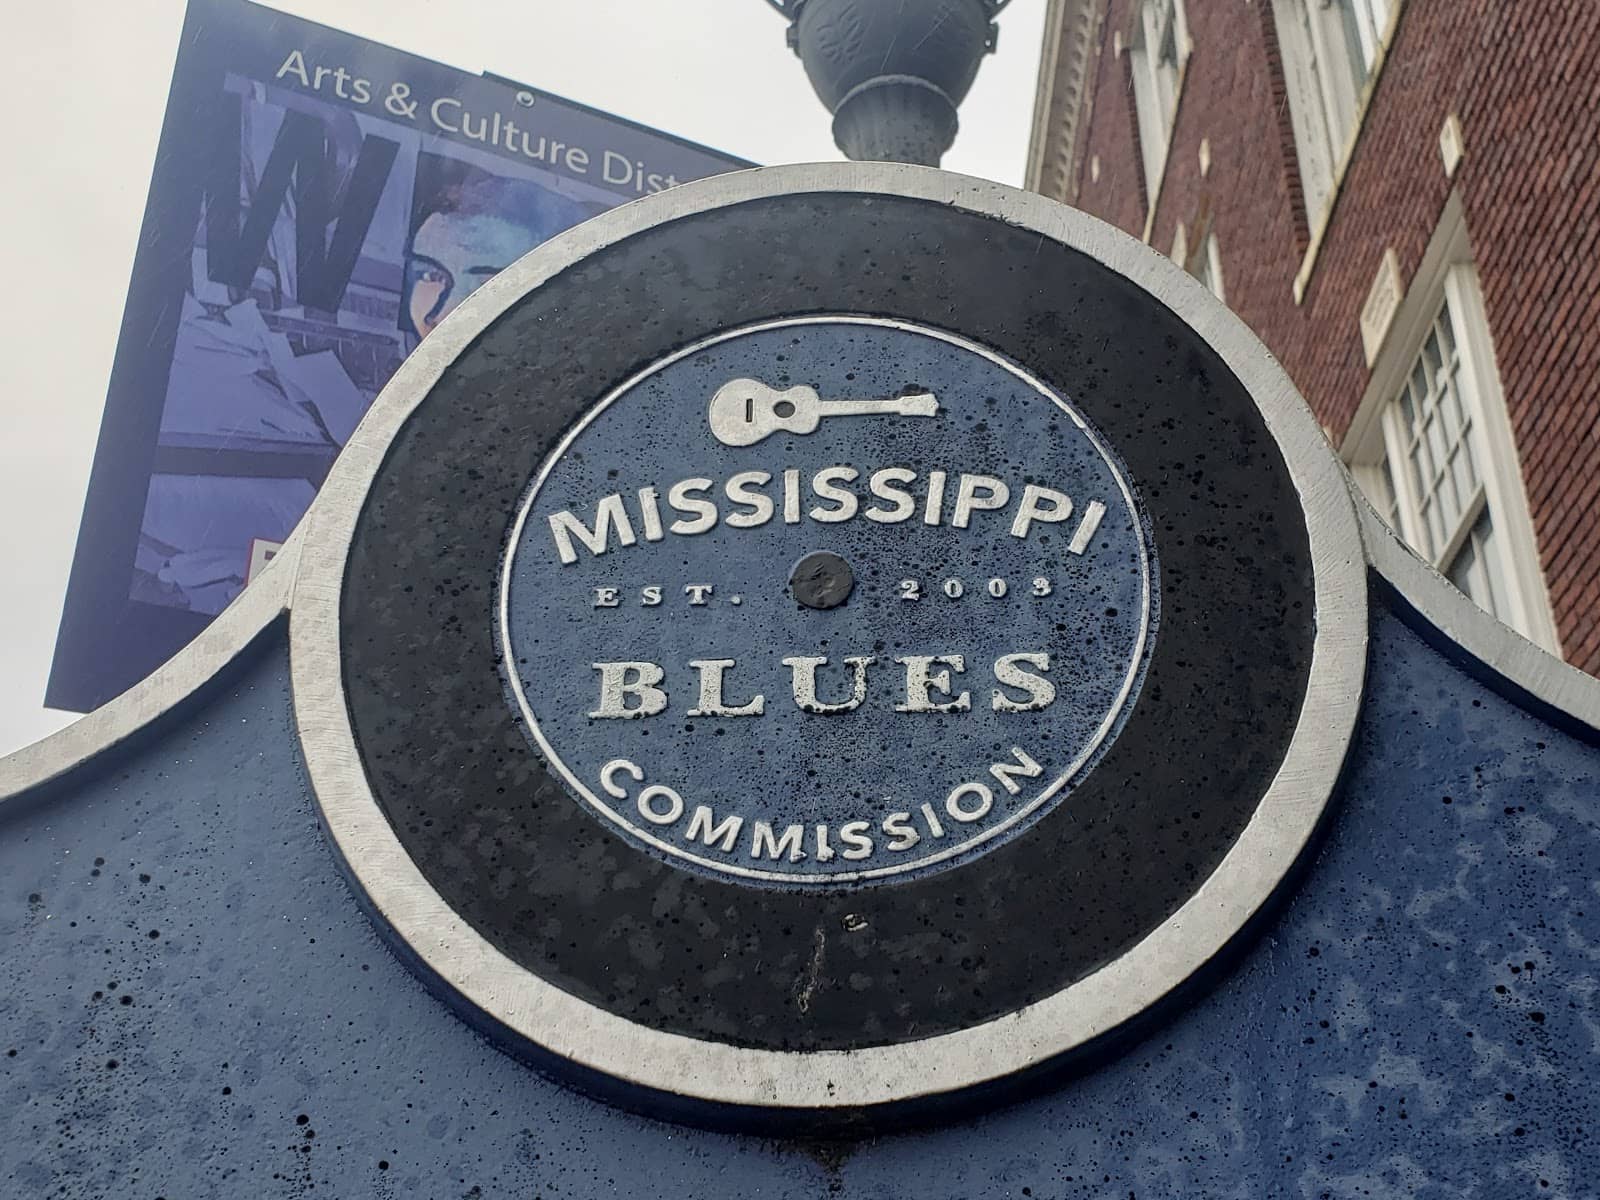 Arts & Culture Dist
W
MISSISSIPPI
EST. 2003
BLUES
COMMISSION